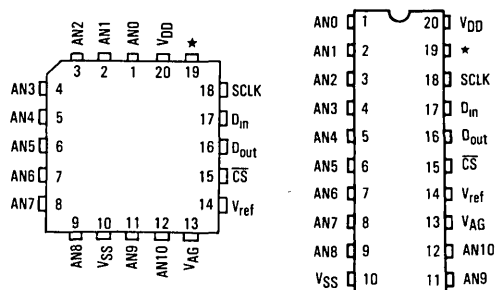 AN2 AN1 AN0 VDD ★
3 2 1 20 19
AN3 4 18 SCLK
AN4 5 17 Din
AN5 6 16 Dout
AN6 7 15 C̅S̅
AN7 8 14 Vref
9 10 11 12 13
AN8 VSS AN9 AN10 VAG
AN0 1 20 VDD
AN1 2 19 ★
AN2 3 18 SCLK
AN3 4 17 Din
AN4 5 16 Dout
AN5 6 15 C̅S̅
AN6 7 14 Vref
AN7 8 13 VAG
AN8 9 12 AN10
VSS 10 11 AN9